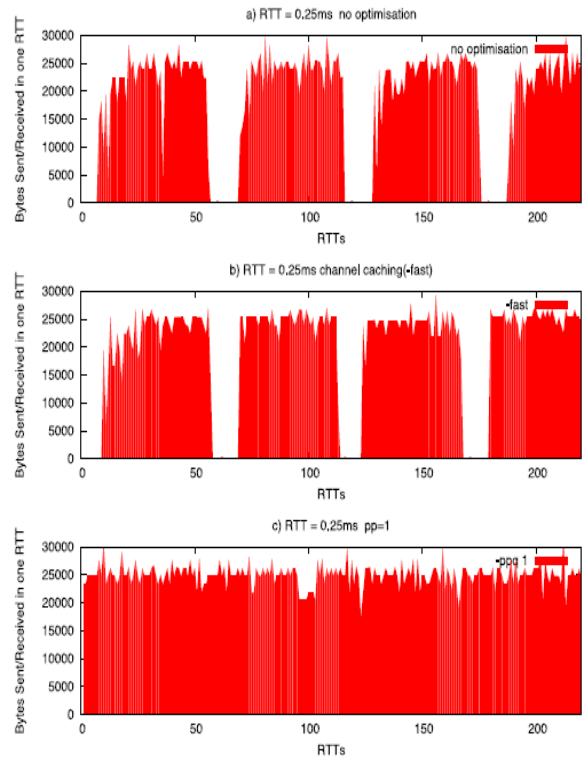 a) RTT = 0.25ms no optimisation
Bytes Sent/Received in one RTT
30000
25000
20000
15000
10000
5000
0
no optimisation
0 50 100 150 200
RTTs
b) RTT = 0.25ms channel caching(-fast)
Bytes Sent/Received in one RTT
30000
25000
20000
15000
10000
5000
0
-fast
0 50 100 150 200
RTTs
c) RTT = 0.25ms pp=1
Bytes Sent/Received in one RTT
30000
25000
20000
15000
10000
5000
0
-ppg 1
0 50 100 150 200
RTTs